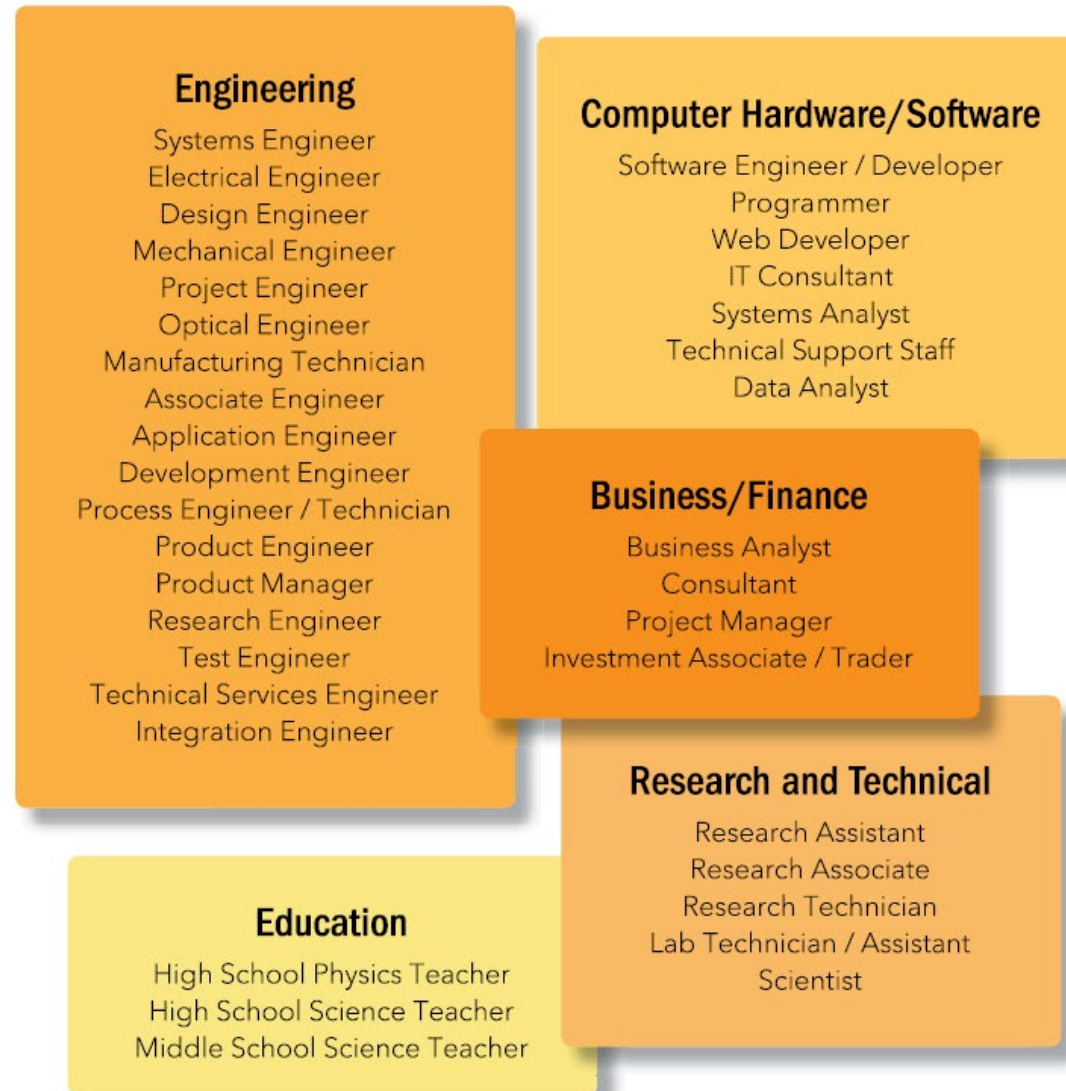 Engineering
Systems Engineer
Electrical Engineer
Design Engineer
Mechanical Engineer
Project Engineer
Optical Engineer
Manufacturing Technician
Associate Engineer
Application Engineer
Development Engineer
Process Engineer / Technician
Product Engineer
Product Manager
Research Engineer
Test Engineer
Technical Services Engineer
Integration Engineer
Computer Hardware/Software
Software Engineer / Developer
Programmer
Web Developer
IT Consultant
Systems Analyst
Technical Support Staff
Data Analyst
Business/Finance
Business Analyst
Consultant
Project Manager
Investment Associate / Trader
Research and Technical
Research Assistant
Research Associate
Research Technician
Lab Technician / Assistant
Scientist
Education
High School Physics Teacher
High School Science Teacher
Middle School Science Teacher